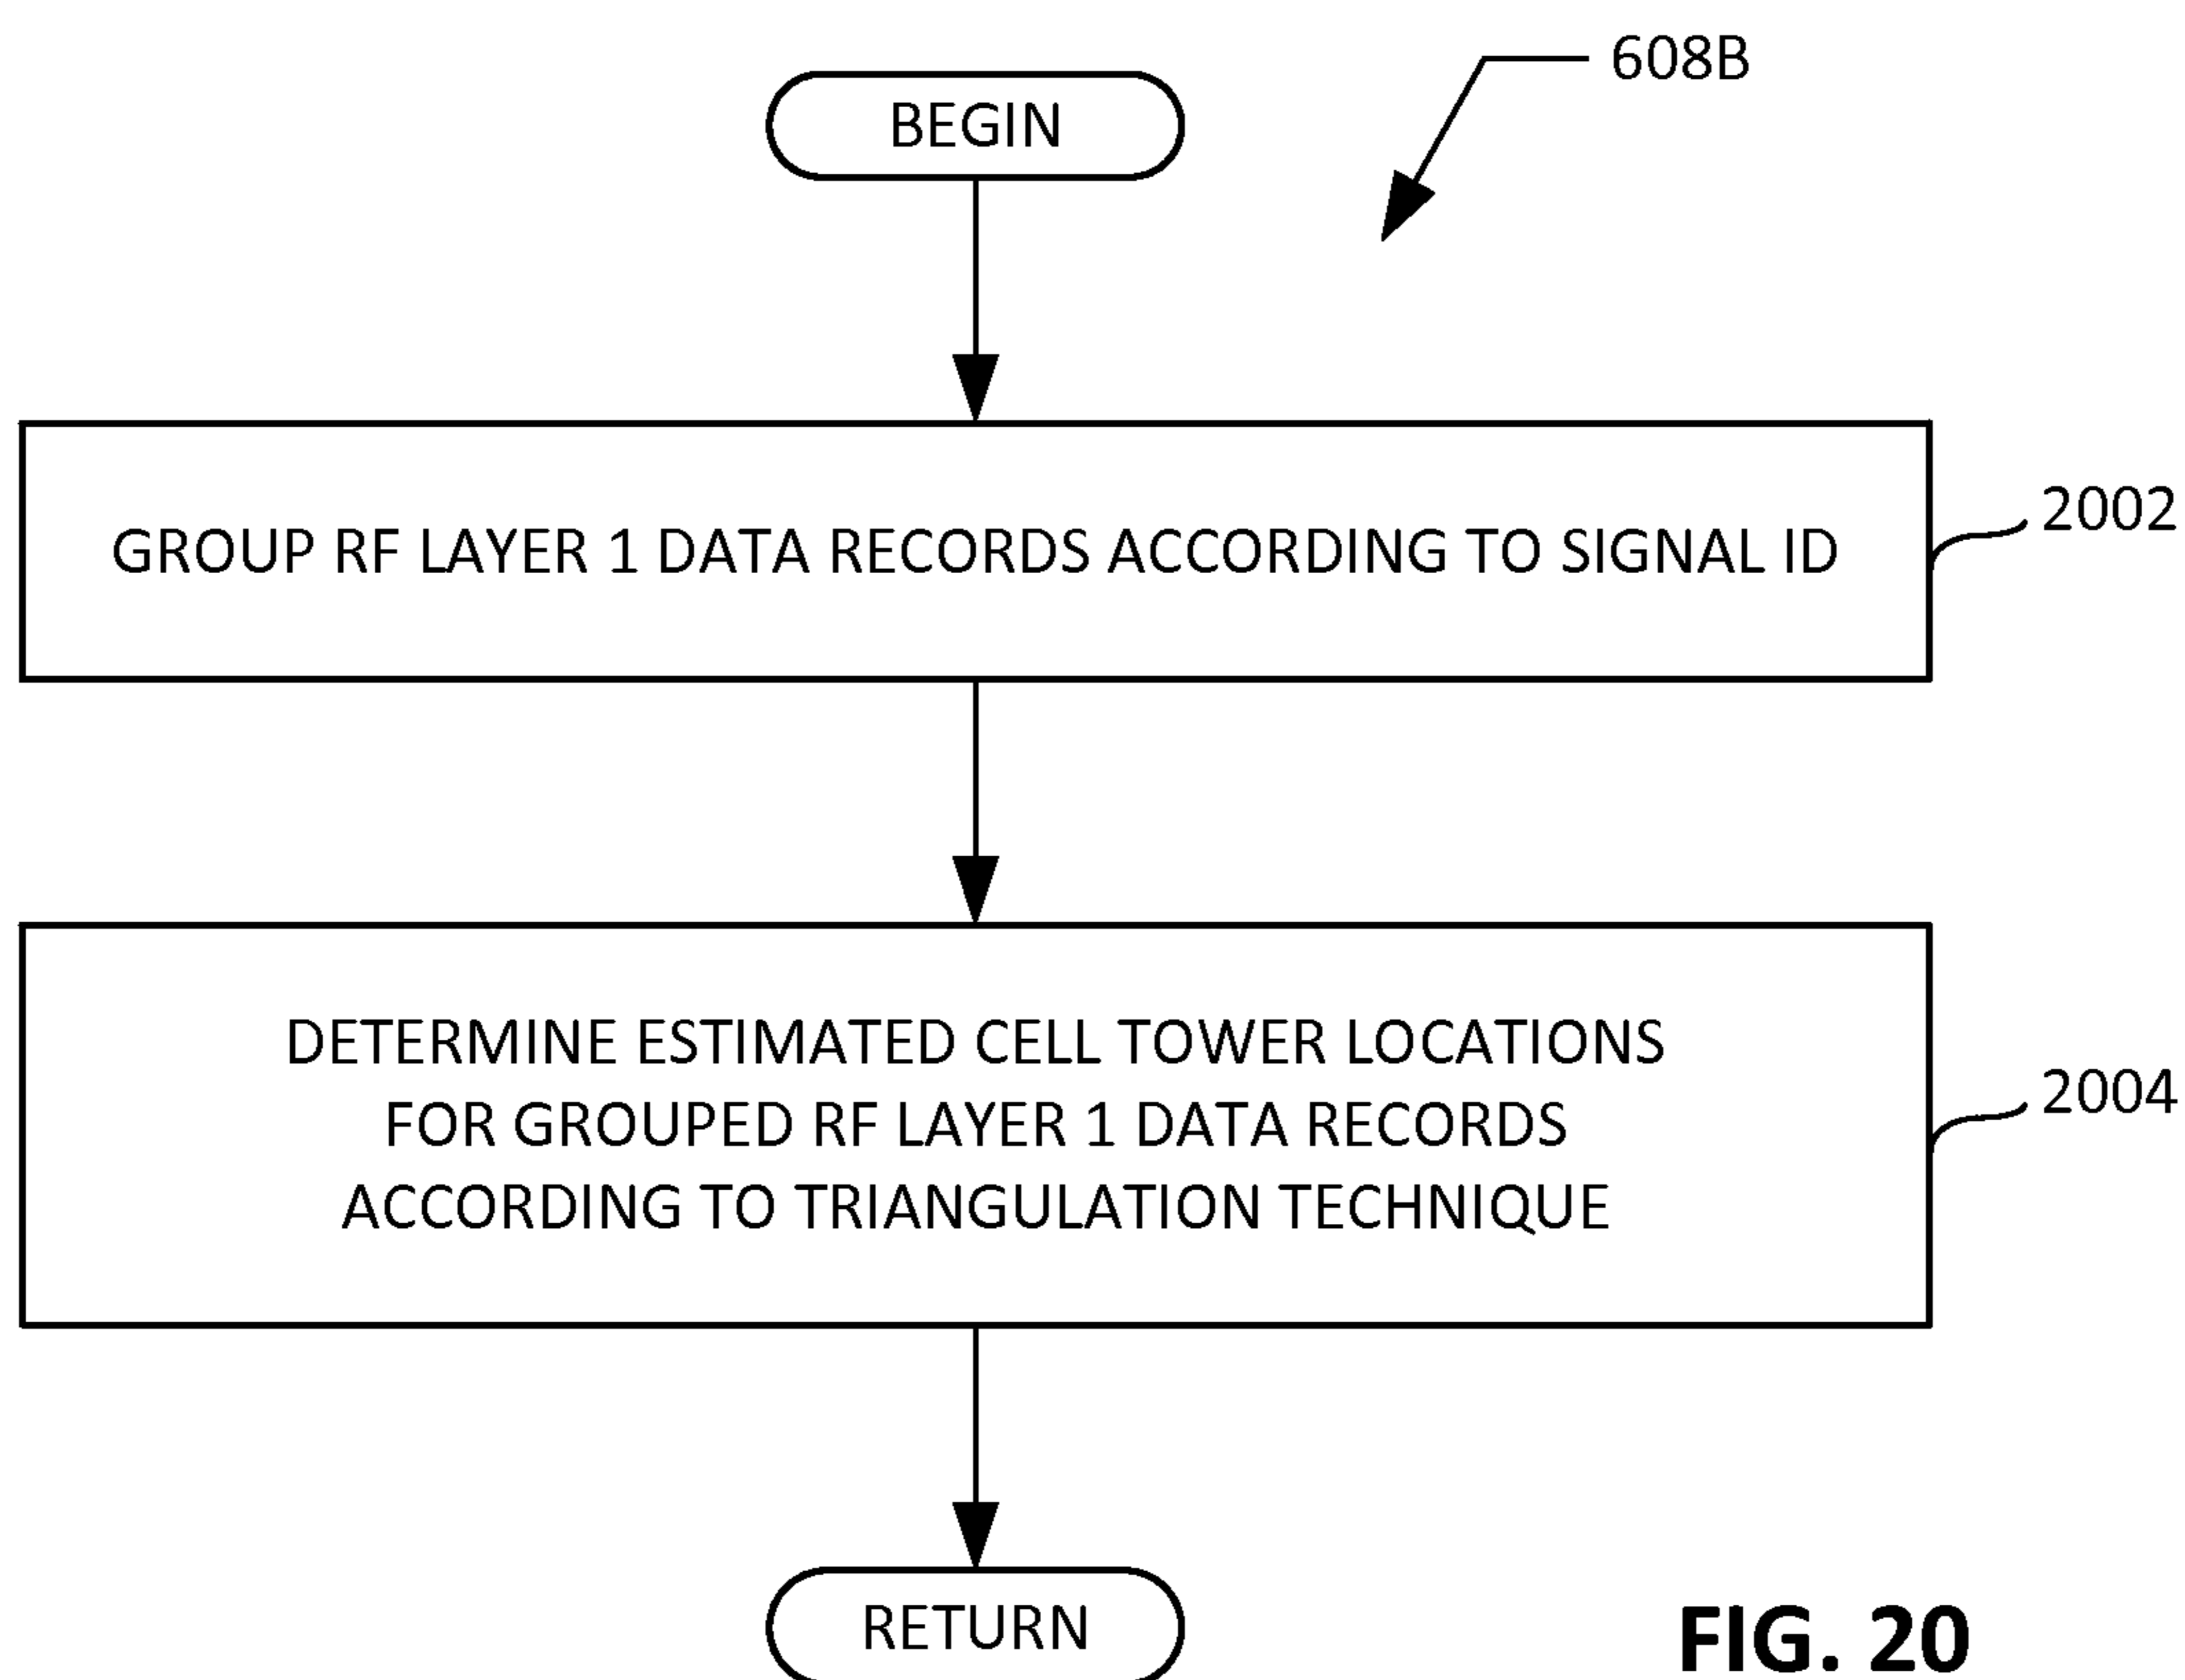 608B
BEGIN
GROUP RF LAYER 1 DATA RECORDS ACCORDING TO SIGNAL ID
2002
DETERMINE ESTIMATED CELL TOWER LOCATIONS
FOR GROUPED RF LAYER 1 DATA RECORDS
ACCORDING TO TRIANGULATION TECHNIQUE
2004
RETURN
FIG. 20